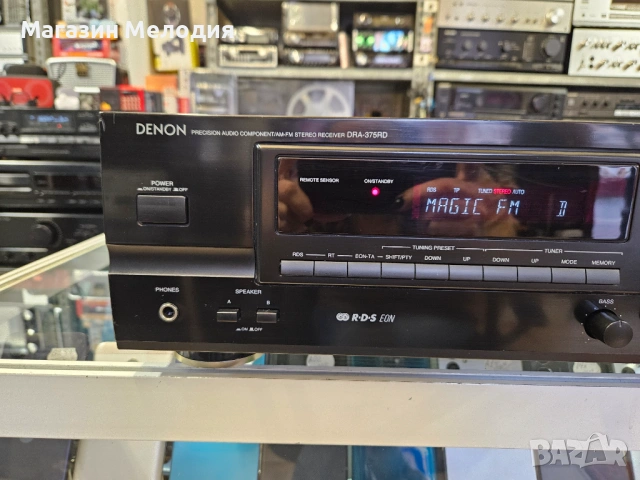 Магазин Мелодия
DENON PRECISION AUDIO COMPONENT/AM-FM STEREO RECEIVER DRA-375RD
POWER
ON/STANDBY OFF
REMOTE SENSOR ON/STANDBY
RDS TP TUNED STEREO AUTO
MAGIC FM D
TUNING PRESET TUNER
RDS RT EON-TA SHIFT/PTY DOWN UP DOWN UP MODE MEMORY
PHONES
SPEAKER
A B
ON OFF
R·D·S EON
BASS
BAZAR